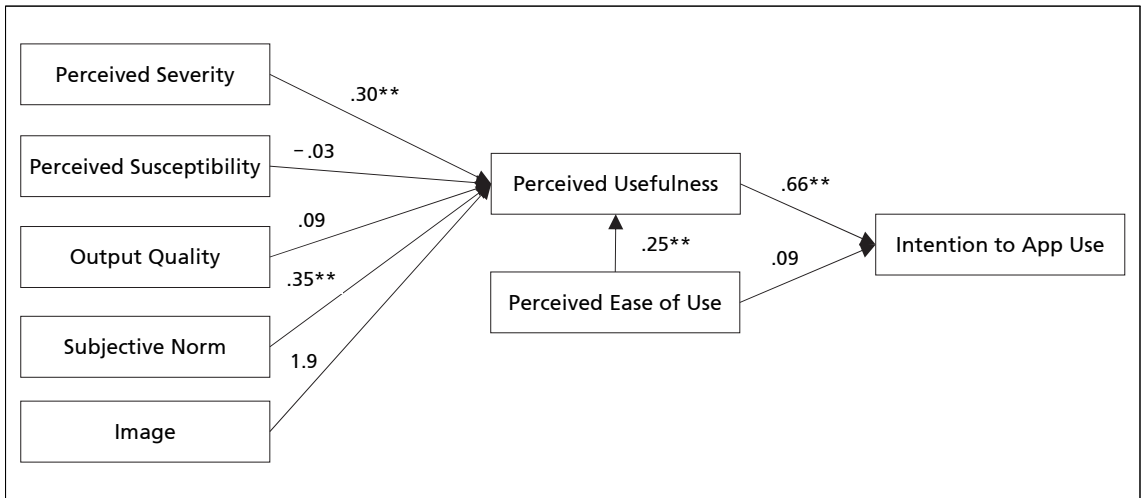 Perceived Severity
.30**
Perceived Susceptibility
−.03
Perceived Usefulness
.66**
.09
Output Quality
.25**
Intention to App Use
.09
.35**
Perceived Ease of Use
Subjective Norm
1.9
Image